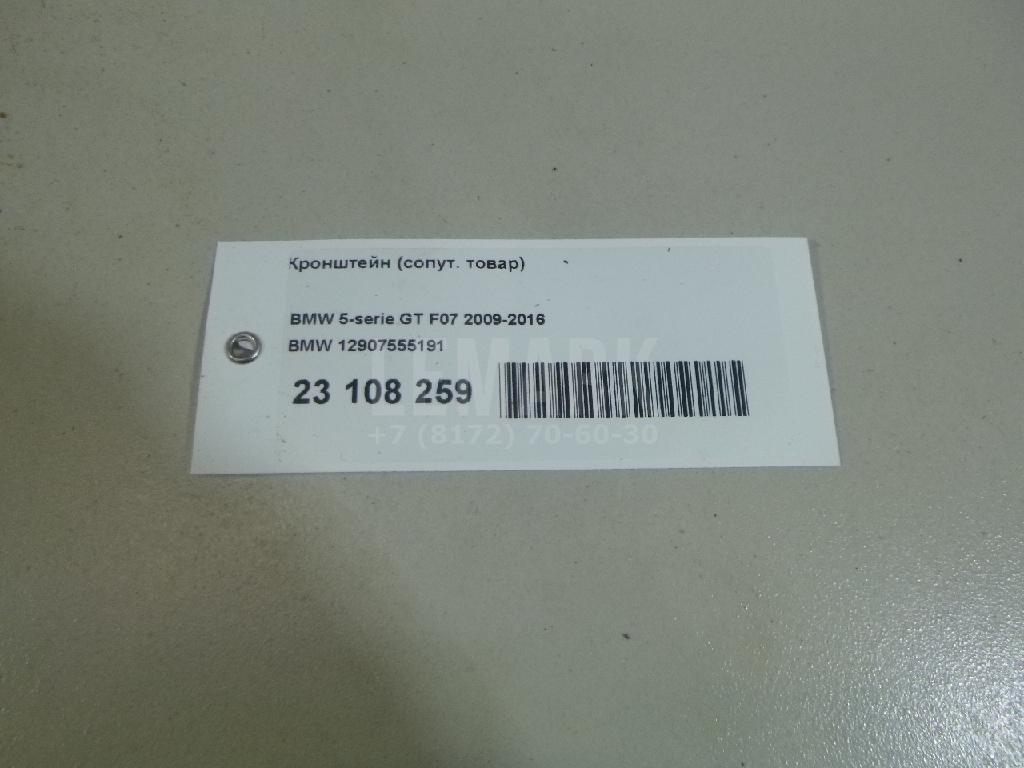 Кронштейн (сопут. товар)
BMW 5-serie GT F07 2009-2016
BMW 12907555191
23 108 259
LEMARK
+7 (8172) 70-60-30